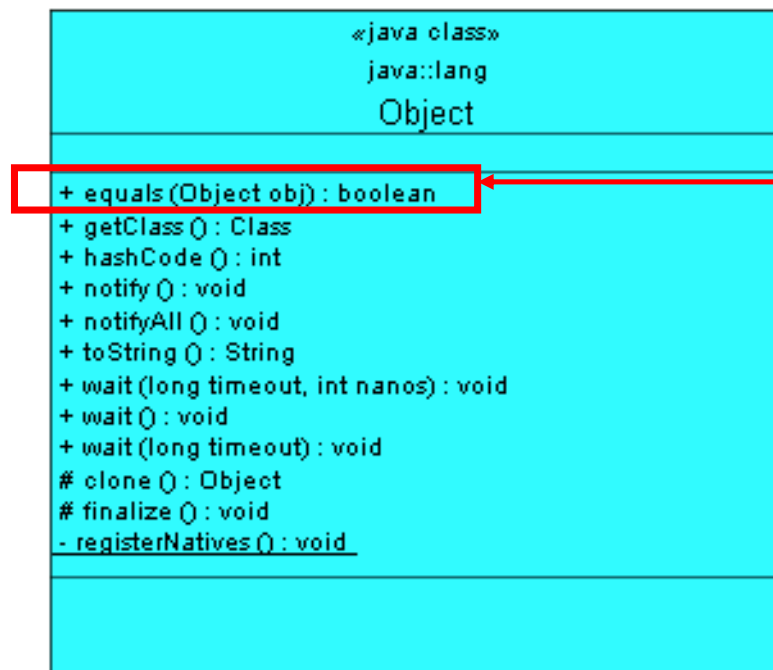 «java class»
java::lang
Object
+ equals (Object obj) : boolean
+ getClass () : Class
+ hashCode () : int
+ notify () : void
+ notifyAll () : void
+ toString () : String
+ wait (long timeout, int nanos) : void
+ wait () : void
+ wait (long timeout) : void
# clone () : Object
# finalize () : void
- registerNatives () : void